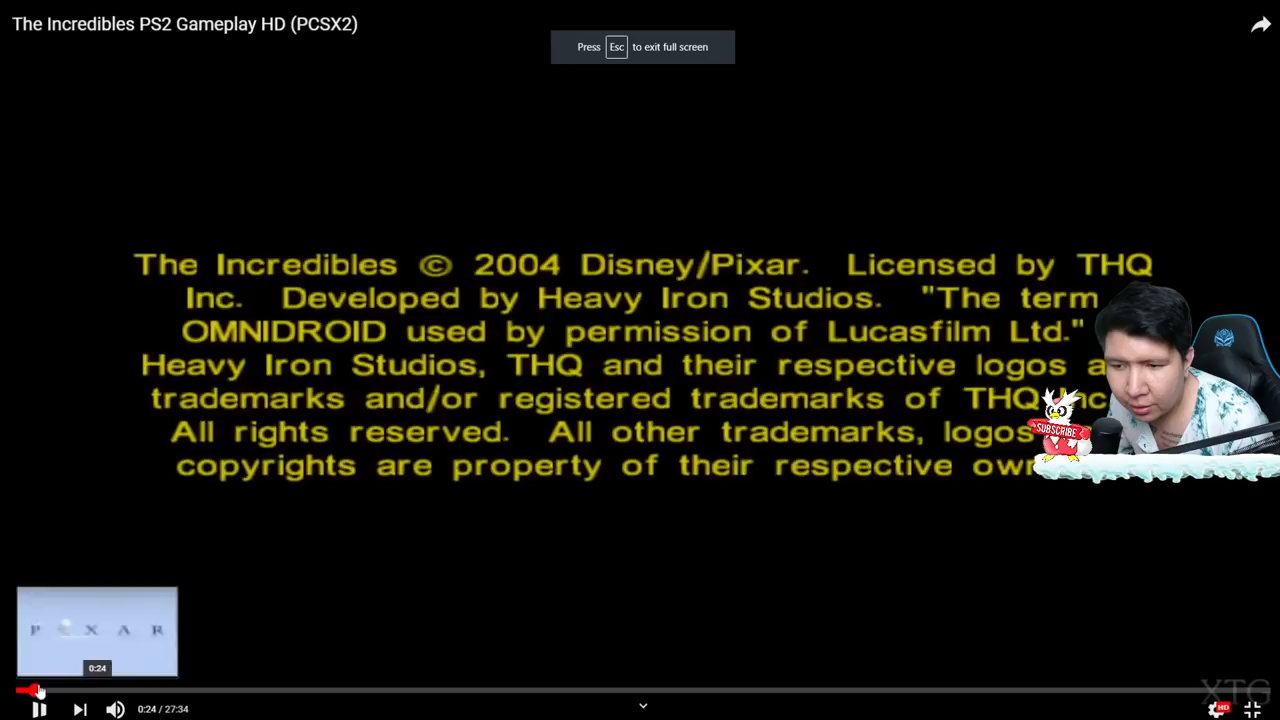 The Incredibles PS2 Gameplay HD (PCSX2)
Press Esc to exit full screen
The Incredibles © 2004 Disney/Pixar. Licensed by THQ
Inc. Developed by Heavy Iron Studios. "The term
OMNIDROID used by permission of Lucasfilm Ltd."
Heavy Iron Studios, THQ and their respective logos
trademarks and/or registered trademarks of THQ
All rights reserved. All other trademarks, logos
copyrights are property of their respective
SUBSCRIBE
PIXAR
0:24
0:24 / 27:34
HD
XTG